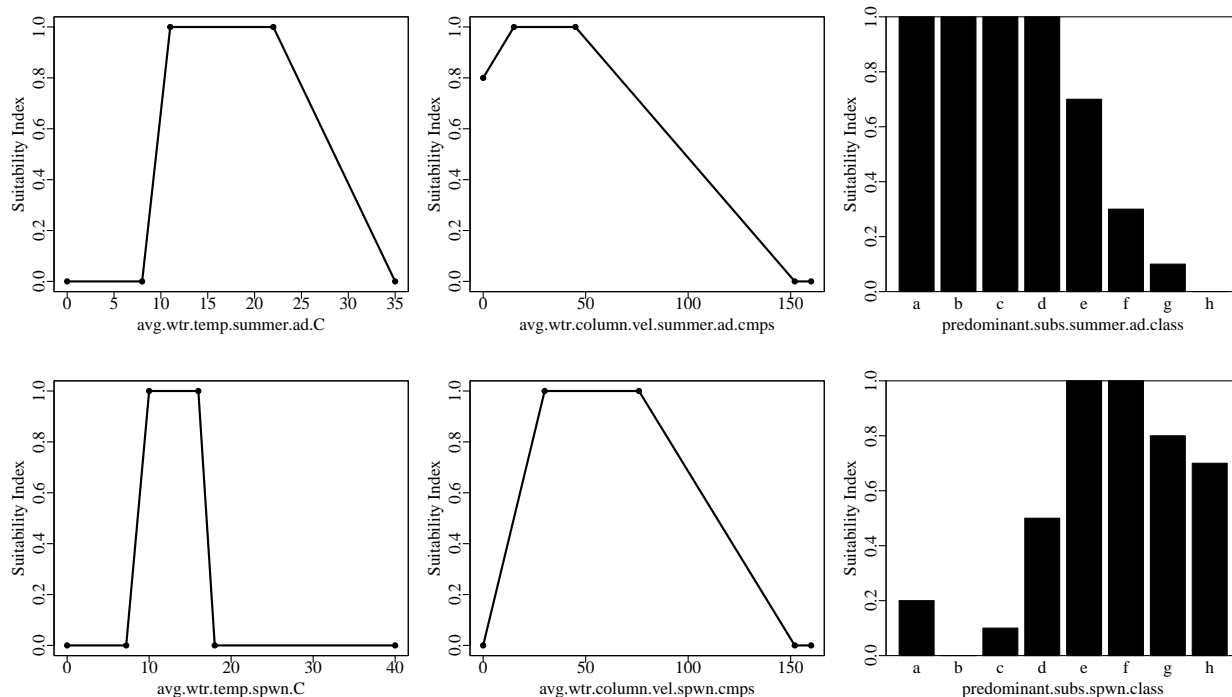 Suitability Index
0.0 0.2 0.4 0.6 0.8 1.0
0 5 10 15 20 25 30 35
avg.wtr.temp.summer.ad.C
Suitability Index
0.0 0.2 0.4 0.6 0.8 1.0
0 50 100 150
avg.wtr.column.vel.summer.ad.cmps
Suitability Index
0.0 0.2 0.4 0.6 0.8 1.0
a b c d e f g h
predominant.subs.summer.ad.class
Suitability Index
0.0 0.2 0.4 0.6 0.8 1.0
0 10 20 30 40
avg.wtr.temp.spwn.C
Suitability Index
0.0 0.2 0.4 0.6 0.8 1.0
0 50 100 150
avg.wtr.column.vel.spwn.cmps
Suitability Index
0.0 0.2 0.4 0.6 0.8 1.0
a b c d e f g h
predominant.subs.spwn.class